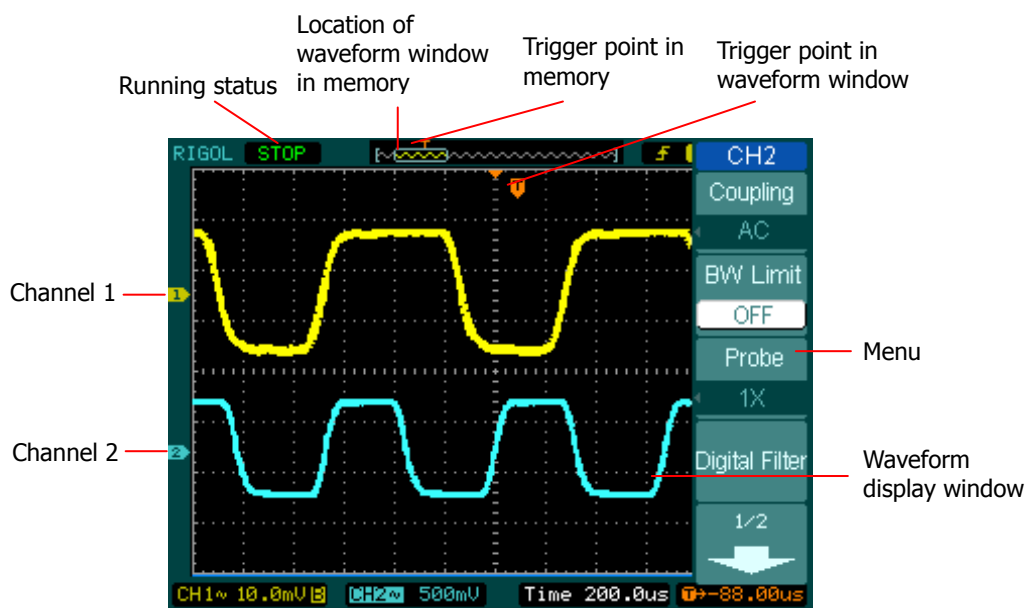 Location of
waveform window
in memory
Trigger point in
memory
Trigger point in
waveform window
Running status
RIGOL STOP
T
CH2
T
Coupling
AC
Channel 1
1
BW Limit
OFF
Probe
Menu
1X
Channel 2
2
Digital Filter
Waveform
display window
1/2
CH1~ 10.0mV B CH2~ 500mV Time 200.0us T→-88.00us